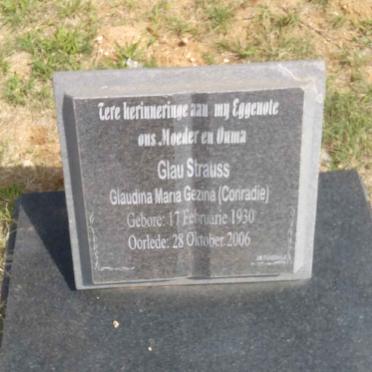 Tere herinneringe aan my Eggenote
ons Moeder en Ouma
Glau Strauss
Glaudina Maria Gezina (Conradie)
Gebore: 17 Februarie 1930
Oorlede: 28 Oktober 2006